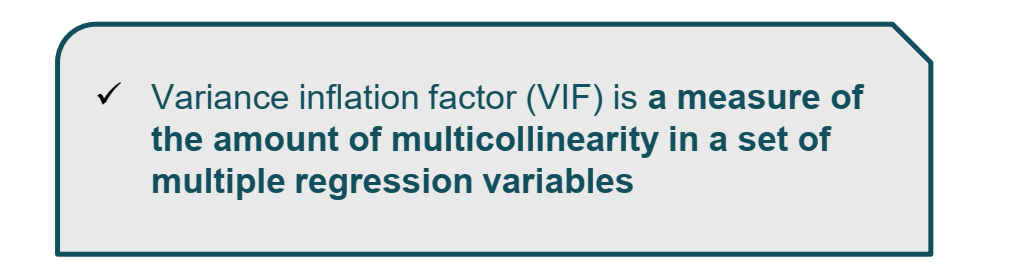 ✓ Variance inflation factor (VIF) is a measure of
the amount of multicollinearity in a set of
multiple regression variables